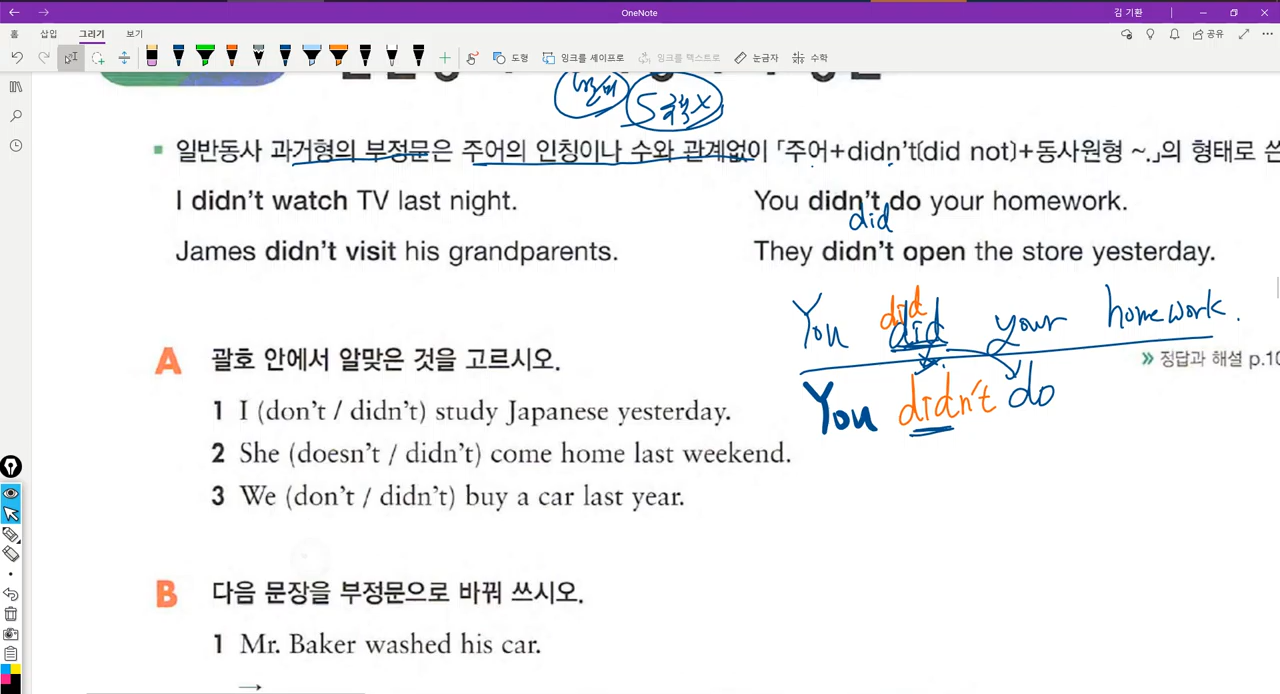 OneNote
김 기환
홈 삽입 그리기 보기
공유
도형 잉크를 셰이프로 잉크를 텍스트로 눈금자 수학
일반동사 과거형의 부정문은 주어의 인칭이나 수와 관계없이 「주어+didn't(did not)+동사원형 ~.」의 형태로 쓴
I didn't watch TV last night. You didn't do your homework.
did
James didn't visit his grandparents. They didn't open the store yesterday.
did
You did your homework.
정답과 해설 p.10
You didn't do
A 괄호 안에서 알맞은 것을 고르시오.
1 I (don't / didn't) study Japanese yesterday.
2 She (doesn't / didn't) come home last weekend.
3 We (don't / didn't) buy a car last year.
B 다음 문장을 부정문으로 바꿔 쓰시오.
1 Mr. Baker washed his car.
→